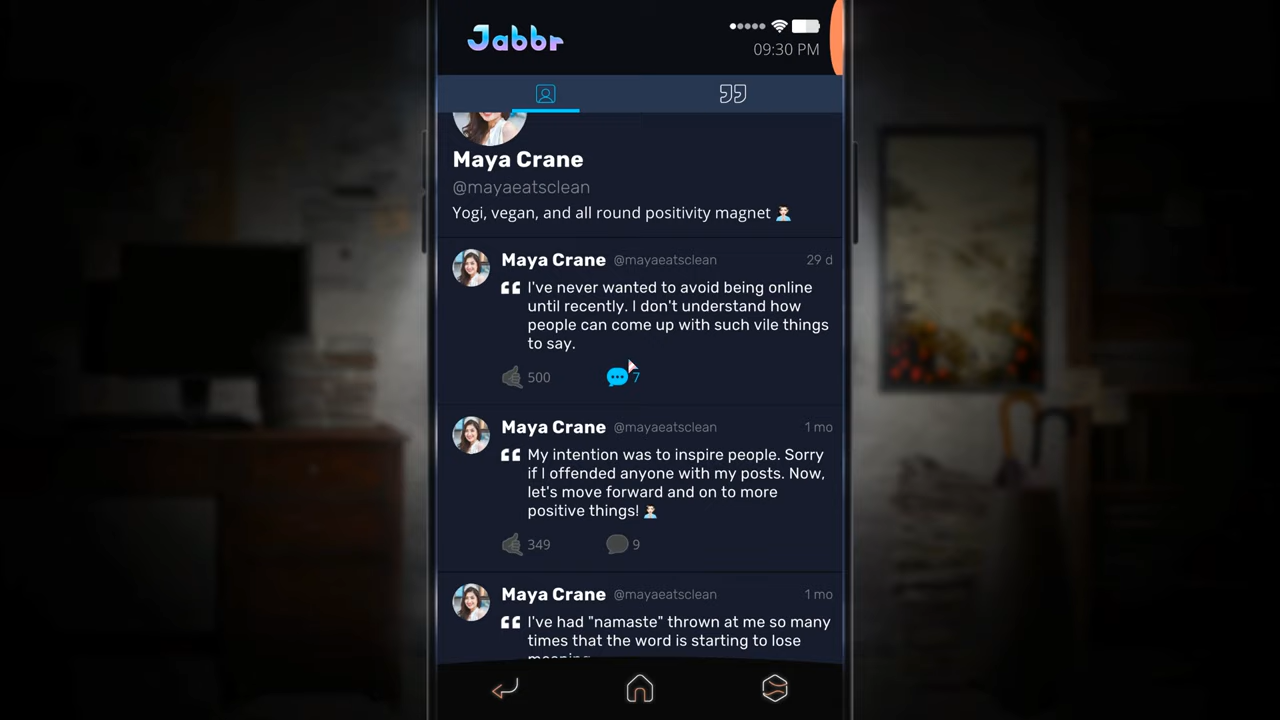 Jabbr
09:30 PM
Maya Crane
@mayaeatsclean
Yogi, vegan, and all round positivity magnet
Maya Crane @mayaeatsclean 29 d
I've never wanted to avoid being online
until recently. I don't understand how
people can come up with such vile things
to say.
500 7
Maya Crane @mayaeatsclean 1 mo
My intention was to inspire people. Sorry
if I offended anyone with my posts. Now,
let's move forward and on to more
positive things!
349 9
Maya Crane @mayaeatsclean 1 mo
I've had "namaste" thrown at me so many
times that the word is starting to lose